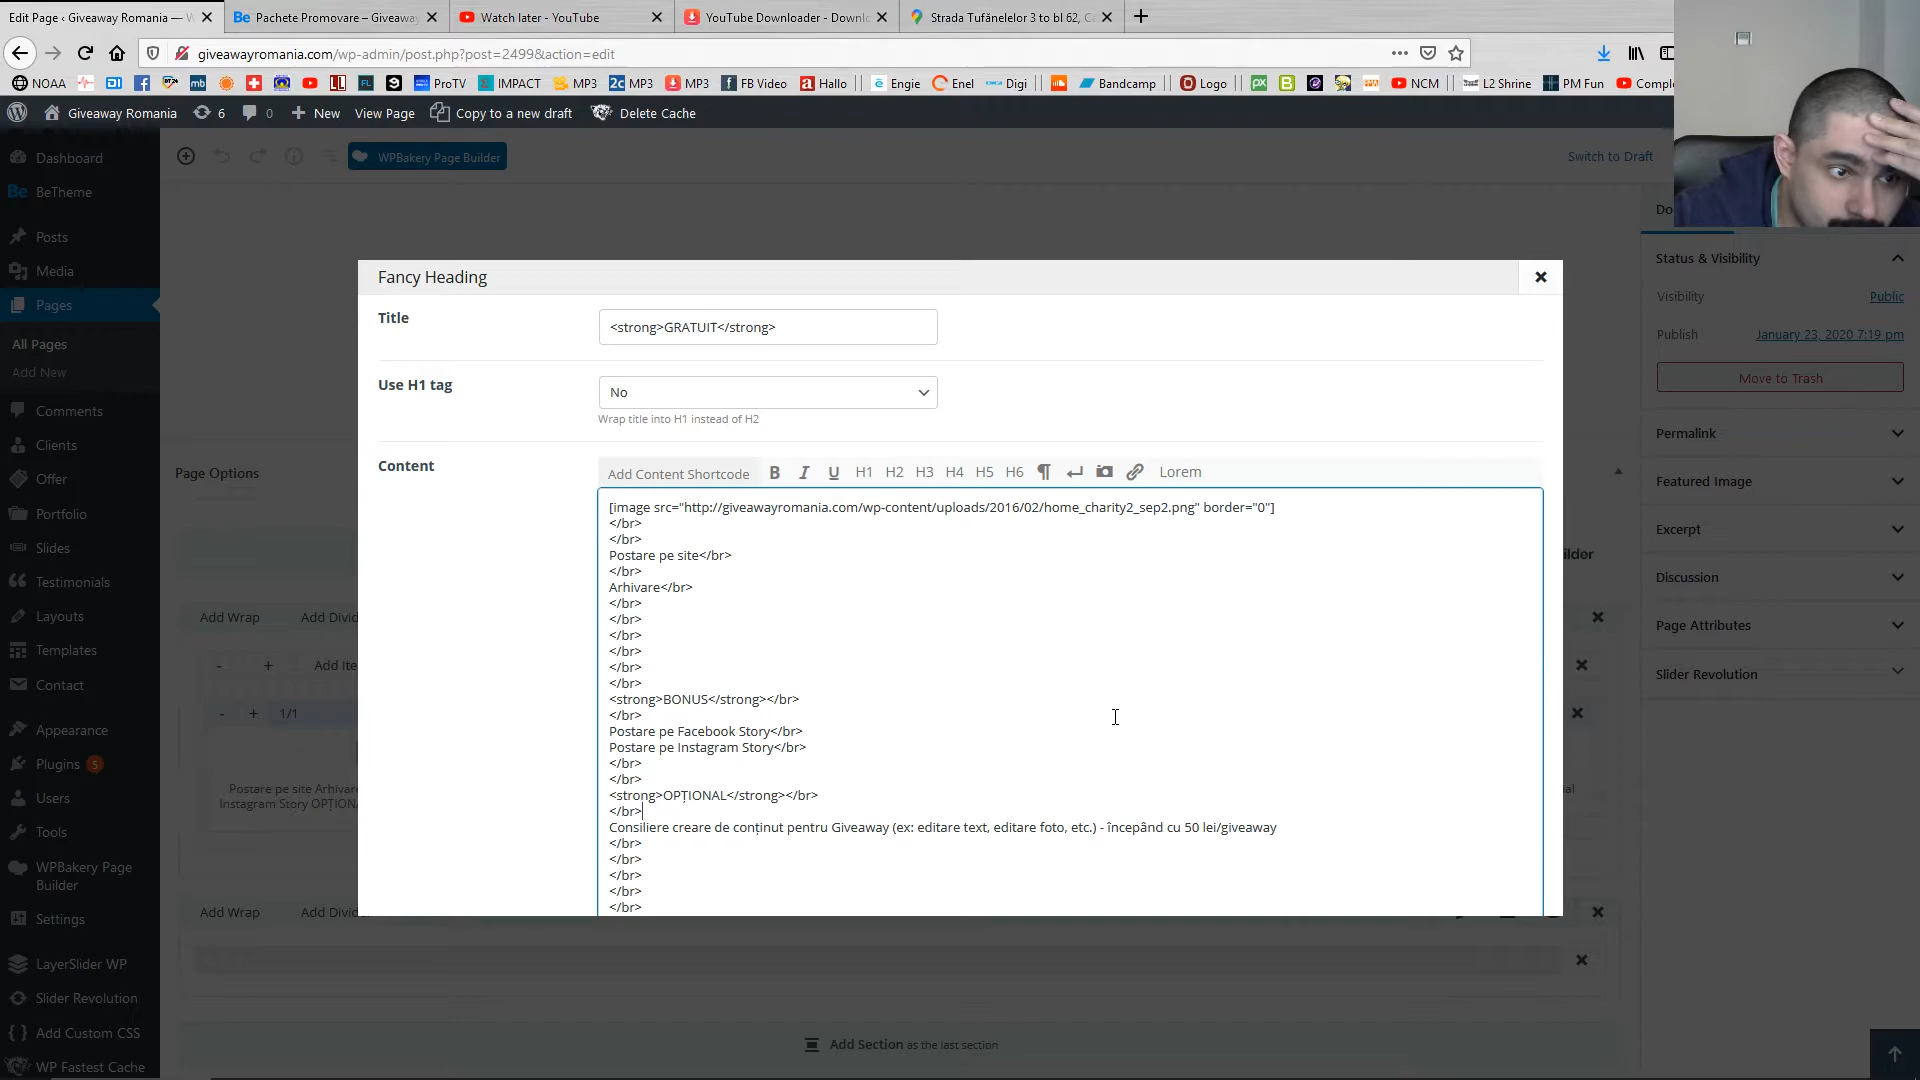 Edit Page ‹ Giveaway Romania — W
Pachete Promovare – Giveaway
Watch later - YouTube
YouTube Downloader - Downlo
Strada Tufănelelor 3 to bl 62, C
giveawayromania.com/wp-admin/post.php?post=2499&action=edit
NOAA
ProTV
IMPACT
MP3
MP3
MP3
FB Video
Hallo
Engie
Enel
Digi
Bandcamp
Logo
NCM
L2 Shrine
PM Fun
Comple
Giveaway Romania
6
0
New
View Page
Copy to a new draft
Delete Cache
Dashboard
BeTheme
Posts
Media
Pages
All Pages
Add New
Comments
Clients
Offer
Portfolio
Slides
Testimonials
Layouts
Templates
Contact
Appearance
Plugins 5
Users
Tools
WPBakery Page
Builder
Settings
LayerSlider WP
Slider Revolution
Add Custom CSS
WP Fastest Cache
WPBakery Page Builder
Switch to Draft
Page Options
Add Wrap
Add Divid
- +
Add Ite
- + 1/1
Postare pe site Arhivare
Instagram Story OPȚIONA
Add Wrap
Add Divide
Add Section as the last section
Fancy Heading
Title
<strong>GRATUIT</strong>
Use H1 tag
No
Wrap title into H1 instead of H2
Content
Add Content Shortcode
B I U H1 H2 H3 H4 H5 H6 ¶
Lorem
[image src="http://giveawayromania.com/wp-content/uploads/2016/02/home_charity2_sep2.png" border="0"]
</br>
</br>
Postare pe site</br>
</br>
Arhivare</br>
</br>
</br>
</br>
</br>
</br>
</br>
<strong>BONUS</strong></br>
</br>
Postare pe Facebook Story</br>
Postare pe Instagram Story</br>
</br>
</br>
<strong>OPȚIONAL</strong></br>
</br>
Consiliere creare de conținut pentru Giveaway (ex: editare text, editare foto, etc.) - începând cu 50 lei/giveaway
</br>
</br>
</br>
</br>
</br>
ilder
ial
Do
Status & Visibility
Visibility
Public
Publish
January 23, 2020 7:19 pm
Move to Trash
Permalink
Featured Image
Excerpt
Discussion
Page Attributes
Slider Revolution